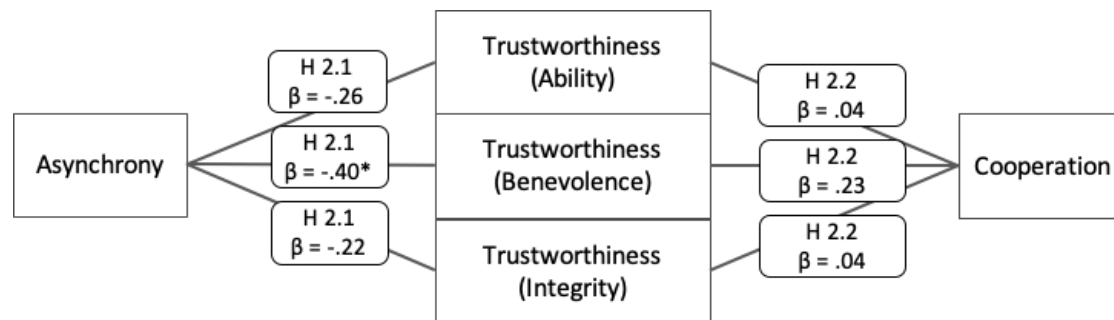 Asynchrony
H 2.1
β = -.26
H 2.1
β = -.40*
H 2.1
β = -.22
Trustworthiness
(Ability)
Trustworthiness
(Benevolence)
Trustworthiness
(Integrity)
H 2.2
β = .04
H 2.2
β = .23
H 2.2
β = .04
Cooperation